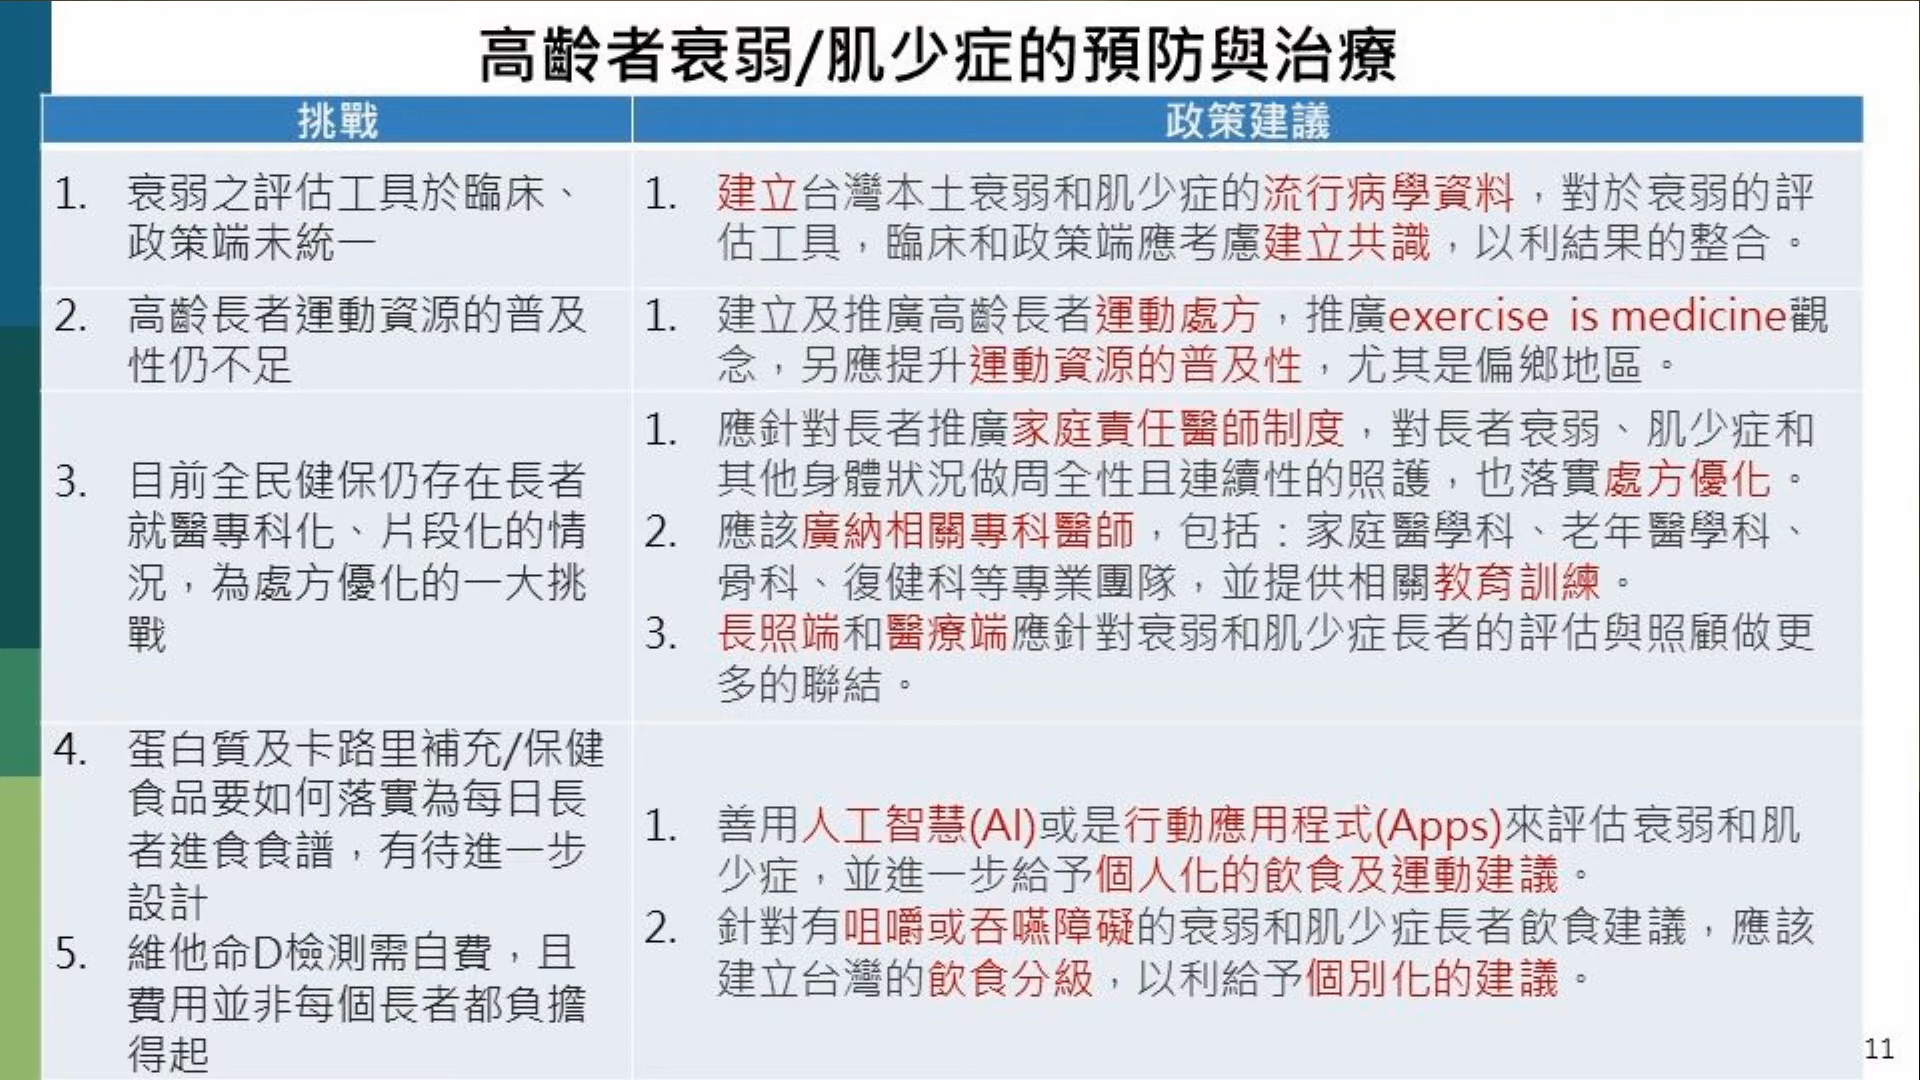 高齡者衰弱/肌少症的預防與治療
挑戰
政策建議
1. 衰弱之評估工具於臨床、
政策端未統一
1. 建立台灣本土衰弱和肌少症的流行病學資料，對於衰弱的評
估工具，臨床和政策端應考慮建立共識，以利結果的整合。
2. 高齡長者運動資源的普及
性仍不足
1. 建立及推廣高齡長者運動處方，推廣exercise is medicine觀
念，另應提升運動資源的普及性，尤其是偏鄉地區。
3. 目前全民健保仍存在長者
就醫專科化、片段化的情
況，為處方優化的一大挑
戰
1. 應針對長者推廣家庭責任醫師制度，對長者衰弱、肌少症和
其他身體狀況做周全性且連續性的照護，也落實處方優化。
2. 應該廣納相關專科醫師，包括：家庭醫學科、老年醫學科、
骨科、復健科等專業團隊，並提供相關教育訓練。
3. 長照端和醫療端應針對衰弱和肌少症長者的評估與照顧做更
多的聯結。
4. 蛋白質及卡路里補充/保健
食品要如何落實為每日長
者進食食譜，有待進一步
設計
5. 維他命D檢測需自費，且
費用並非每個長者都負擔
得起
1. 善用人工智慧(AI)或是行動應用程式(Apps)來評估衰弱和肌
少症，並進一步給予個人化的飲食及運動建議。
2. 針對有咀嚼或吞嚥障礙的衰弱和肌少症長者飲食建議，應該
建立台灣的飲食分級，以利給予個別化的建議。
11